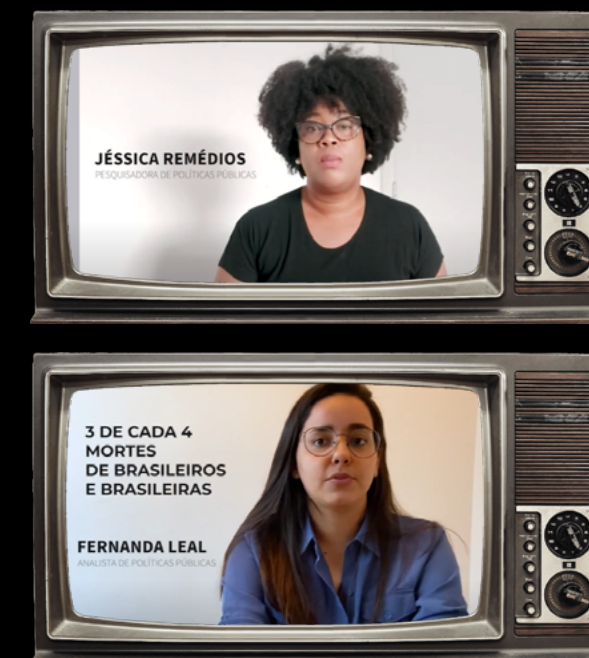 JÉSSICA REMÉDIOS
PESQUISADORA DE POLÍTICAS PÚBLICAS
3 DE CADA 4
MORTES
DE BRASILEIROS
E BRASILEIRAS
FERNANDA LEAL
ANALISTA DE POLÍTICAS PÚBLICAS